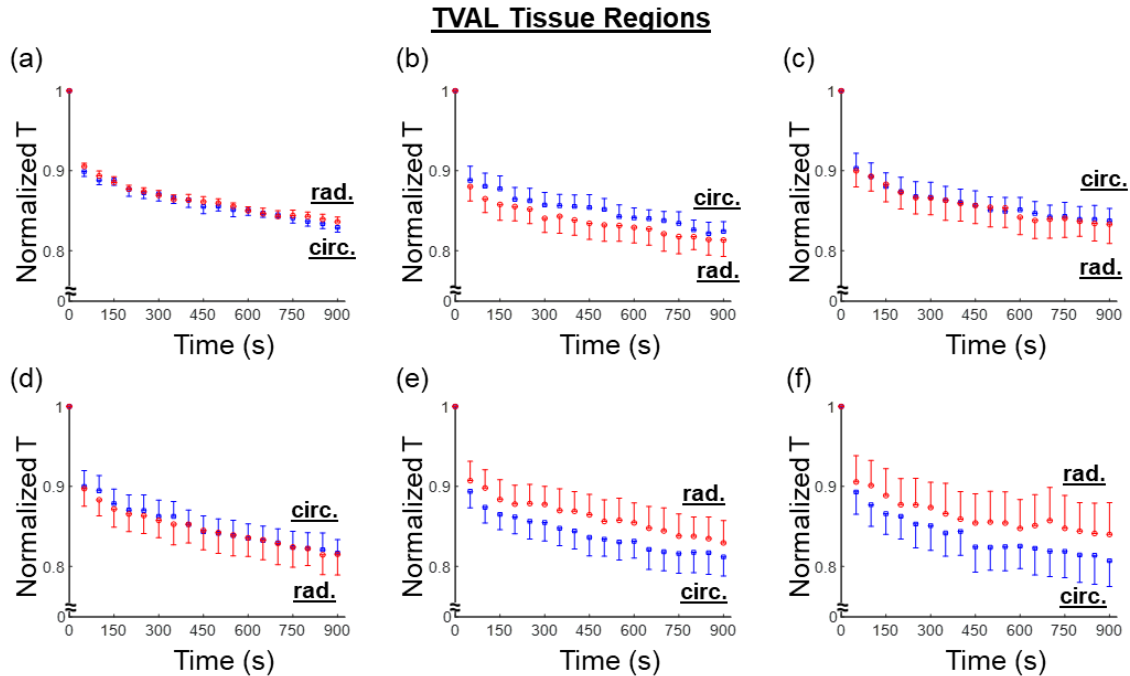 TVAL Tissue Regions
(a)
(b)
(c)
Normalized T
1
0.9
0.8
0
rad.
circ.
0 150 300 450 600 750 900
Time (s)
Normalized T
1
0.9
0.8
0
circ.
rad.
0 150 300 450 600 750 900
Time (s)
Normalized T
1
0.9
0.8
0
circ.
rad.
0 150 300 450 600 750 900
Time (s)
(d)
(e)
(f)
Normalized T
1
0.9
0.8
0
circ.
rad.
0 150 300 450 600 750 900
Time (s)
Normalized T
1
0.9
0.8
0
rad.
circ.
0 150 300 450 600 750 900
Time (s)
Normalized T
1
0.9
0.8
0
rad.
circ.
0 150 300 450 600 750 900
Time (s)